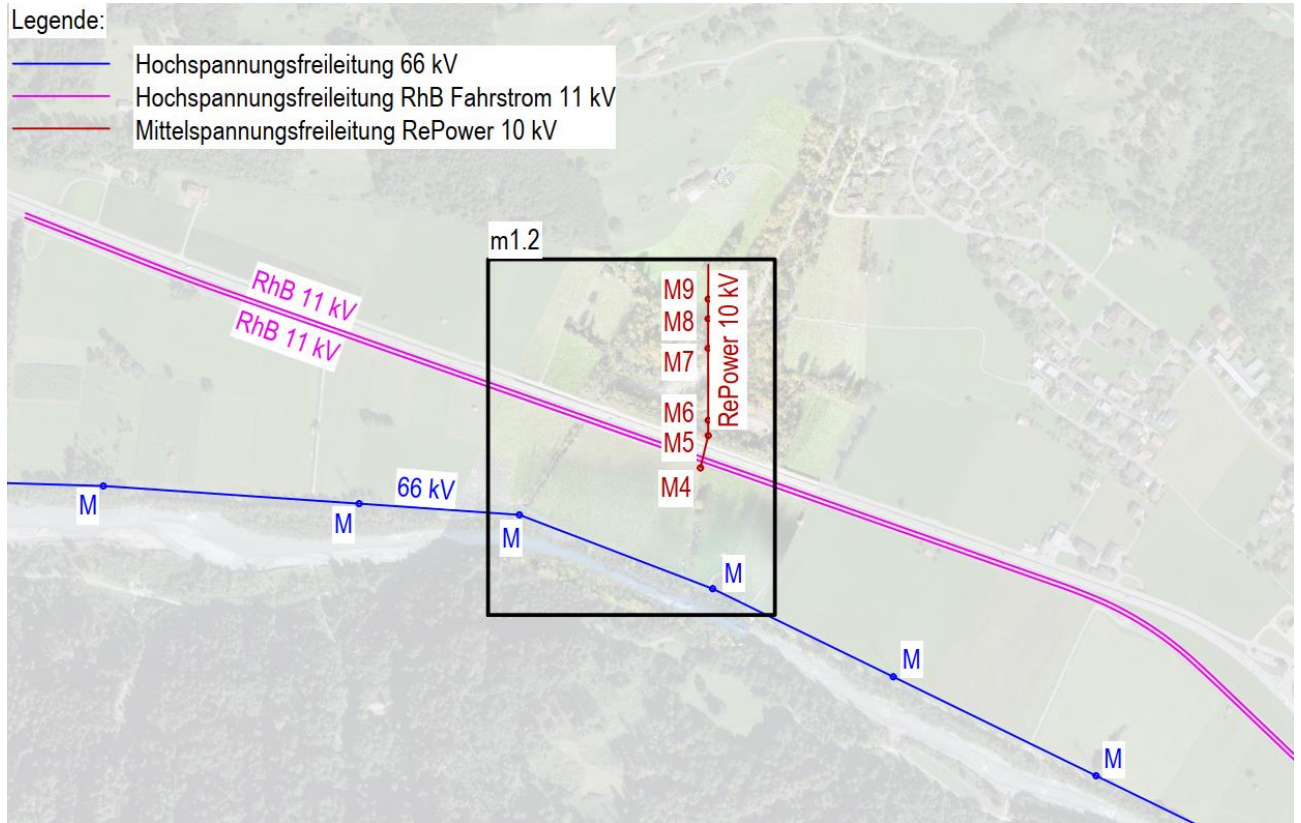 Legende:
Hochspannungsfreileitung 66 kV
Hochspannungsfreileitung RhB Fahrstrom 11 kV
Mittelspannungsfreileitung RePower 10 kV
m1.2
RhB 11 kV
RhB 11 kV
M9
M8
M7
M6
M5
M4
RePower 10 kV
66 kV
M
M
M
M
M
M